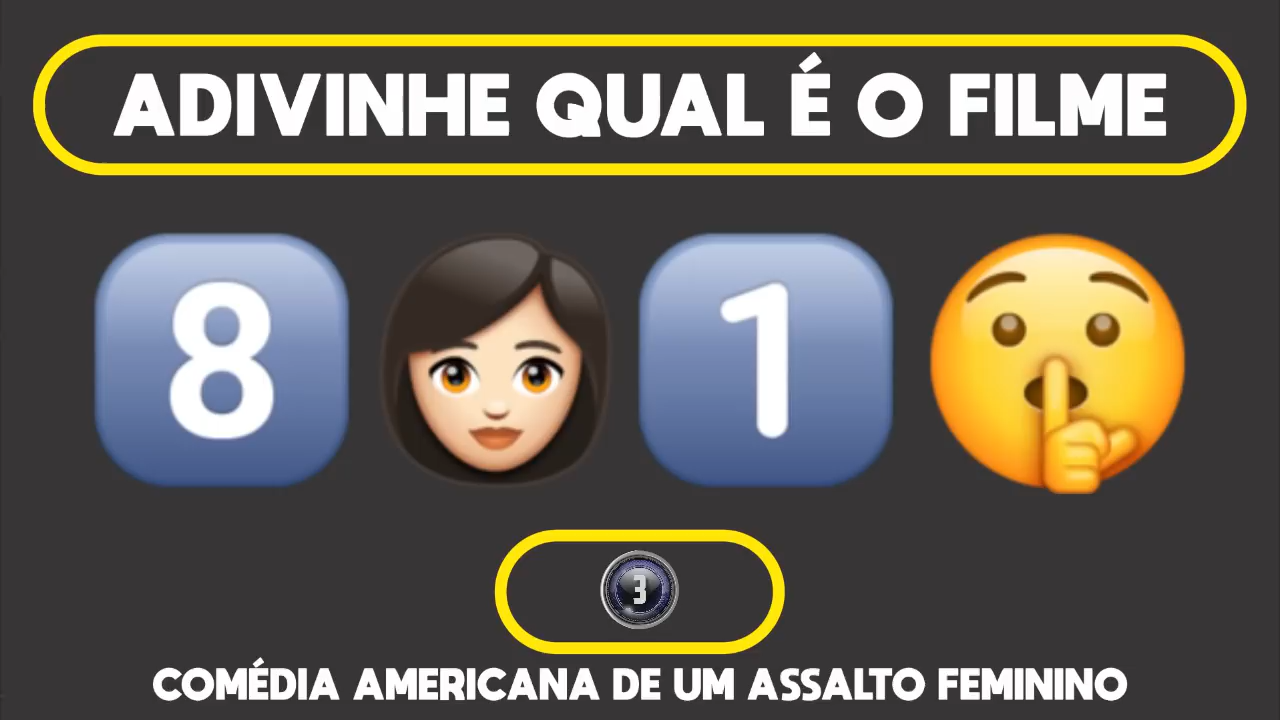 ADIVINHE QUAL É O FILME
8 1
3
COMÉDIA AMERICANA DE UM ASSALTO FEMININO